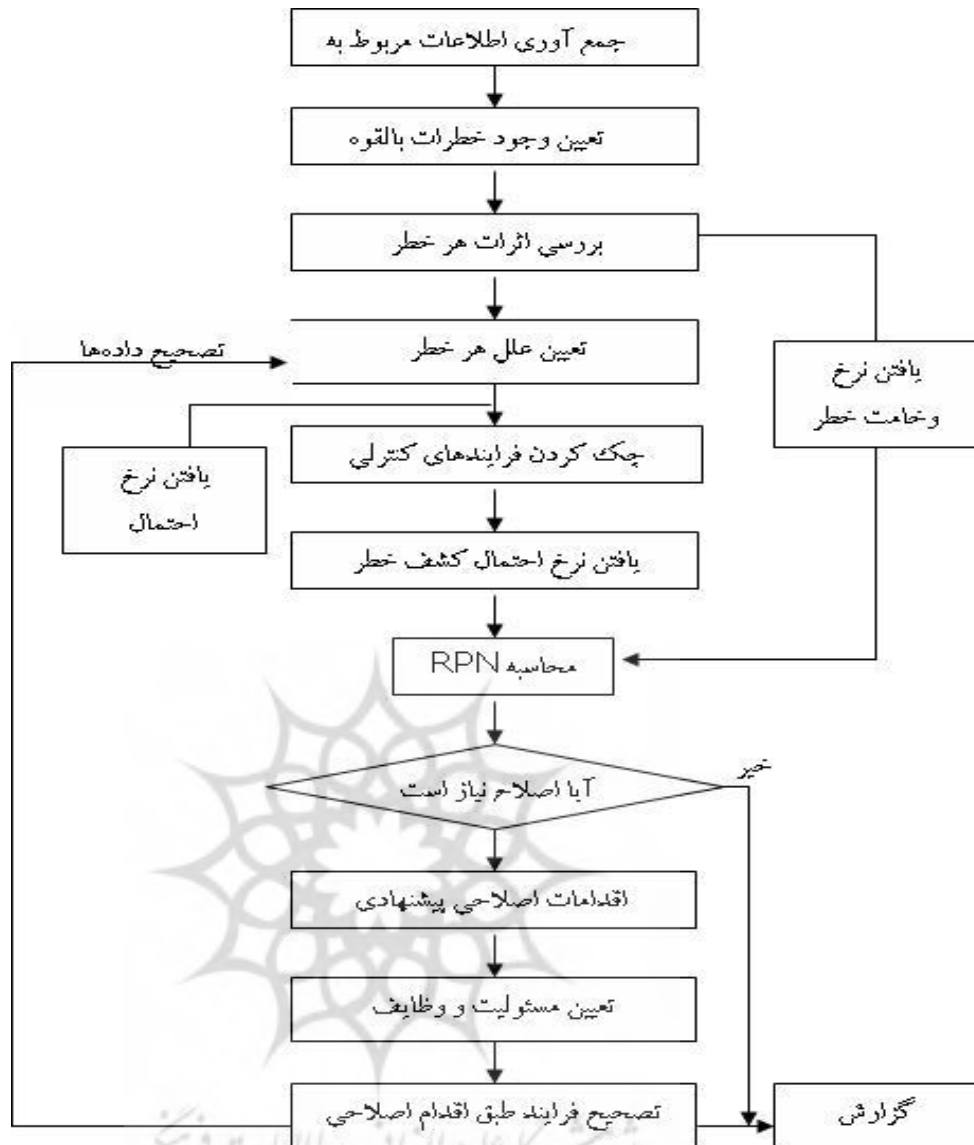 جمع آوری اطلاعات مربوط به
تعیین وجود خطرات بالقوه
بررسی اثرات هر خطر
تعیین علل هر خطر
تصحیح داده‌ها
یافتن نرخ
وخامت خطر
چک کردن فرایندهای کنترلی
یافتن نرخ
احتمال
یافتن نرخ احتمال کشف خطر
محاسبه RPN
آیا اصلاح نیاز است
خیر
اقدامات اصلاحی پیشنهادی
تعیین مسئولیت و وظایف
تصحیح فرایند طبق اقدام اصلاحی
گزارش